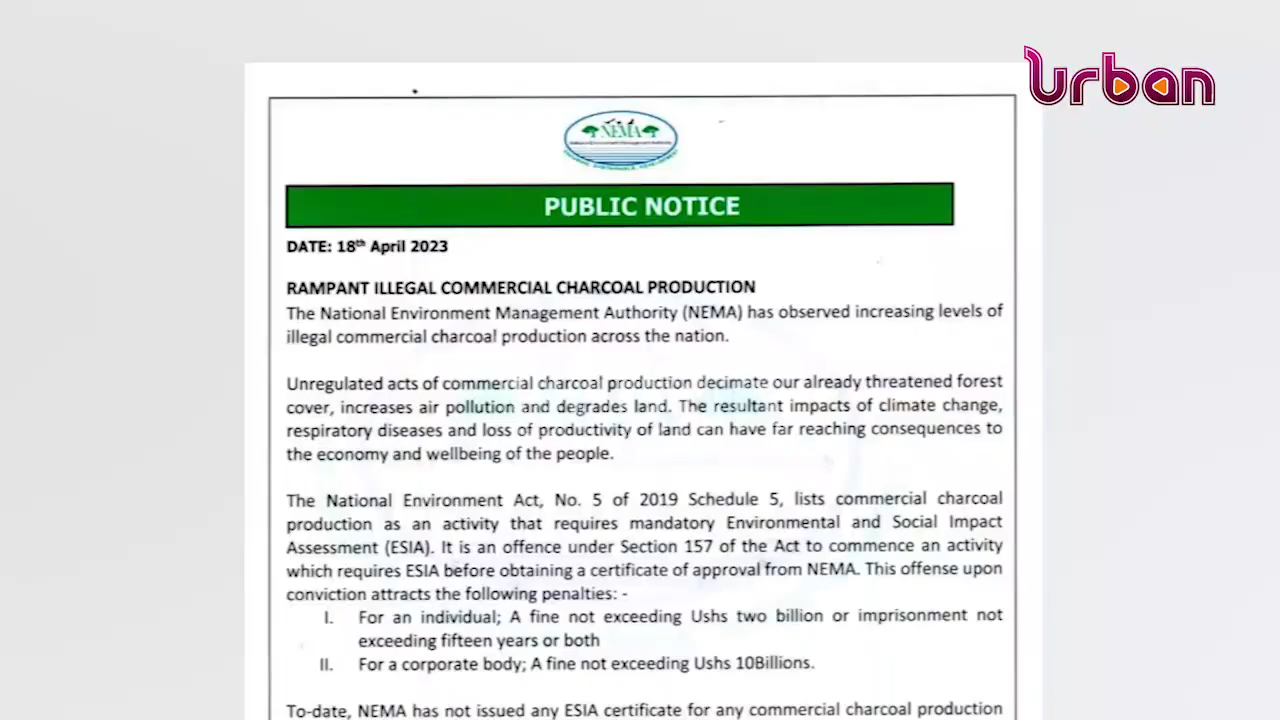 Urban
NEMA
PUBLIC NOTICE
DATE: 18th April 2023
RAMPANT ILLEGAL COMMERCIAL CHARCOAL PRODUCTION
The National Environment Management Authority (NEMA) has observed increasing levels of
illegal commercial charcoal production across the nation.
Unregulated acts of commercial charcoal production decimate our already threatened forest
cover, increases air pollution and degrades land. The resultant impacts of climate change,
respiratory diseases and loss of productivity of land can have far reaching consequences to
the economy and wellbeing of the people.
The National Environment Act, No. 5 of 2019 Schedule 5, lists commercial charcoal
production as an activity that requires mandatory Environmental and Social Impact
Assessment (ESIA). It is an offence under Section 157 of the Act to commence an activity
which requires ESIA before obtaining a certificate of approval from NEMA. This offense upon
conviction attracts the following penalties: -
I. For an individual; A fine not exceeding Ushs two billion or imprisonment not
exceeding fifteen years or both
II. For a corporate body; A fine not exceeding Ushs 10Billions.
To-date, NEMA has not issued any ESIA certificate for any commercial charcoal production